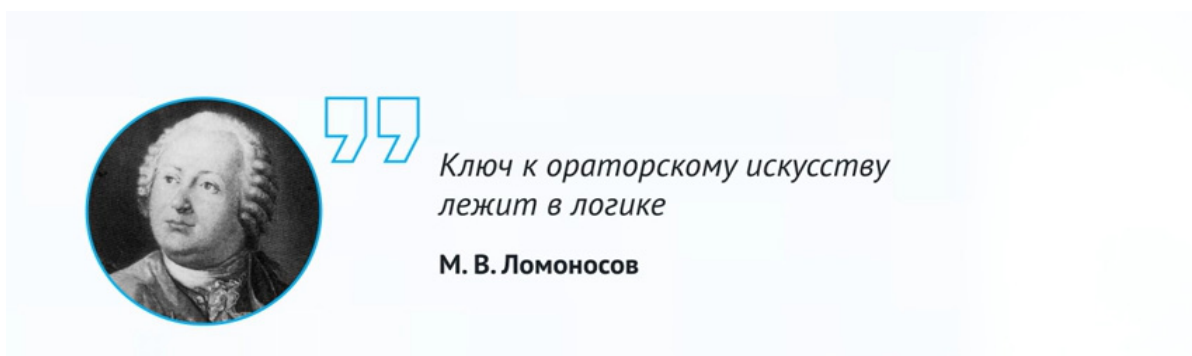 Ключ к ораторскому искусству
лежит в логике
М. В. Ломоносов